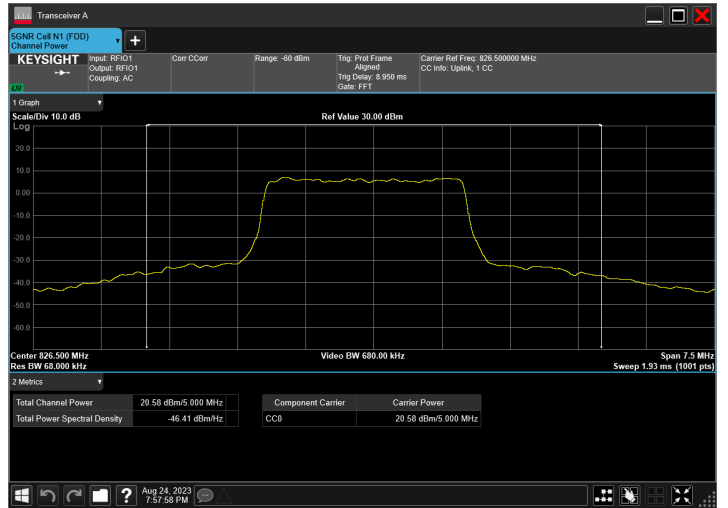 Transceiver A
5GNR Cell N1 (FDD)
Channel Power
KEYSIGHT
LXI
Input: RFIO1
Output: RFIO1
Coupling: AC
Corr CCorr
Range: -60 dBm
Trig: Prot Frame
Aligned
Trig Delay: 8.950 ms
Gate: FFT
Carrier Ref Freq: 826.500000 MHz
CC Info: Uplink, 1 CC
1 Graph
Scale/Div 10.0 dB
Ref Value 30.00 dBm
Log
20.0
10.0
0.00
-10.0
-20.0
-30.0
-40.0
-50.0
-60.0
Center 826.500 MHz
Video BW 680.00 kHz
Span 7.5 MHz
Res BW 68.000 kHz
Sweep 1.93 ms (1001 pts)
2 Metrics
Total Channel Power 20.58 dBm/5.000 MHz
Total Power Spectral Density -46.41 dBm/Hz
Component Carrier Carrier Power
CC0 20.58 dBm/5.000 MHz
Aug 24, 2023
7:57:58 PM